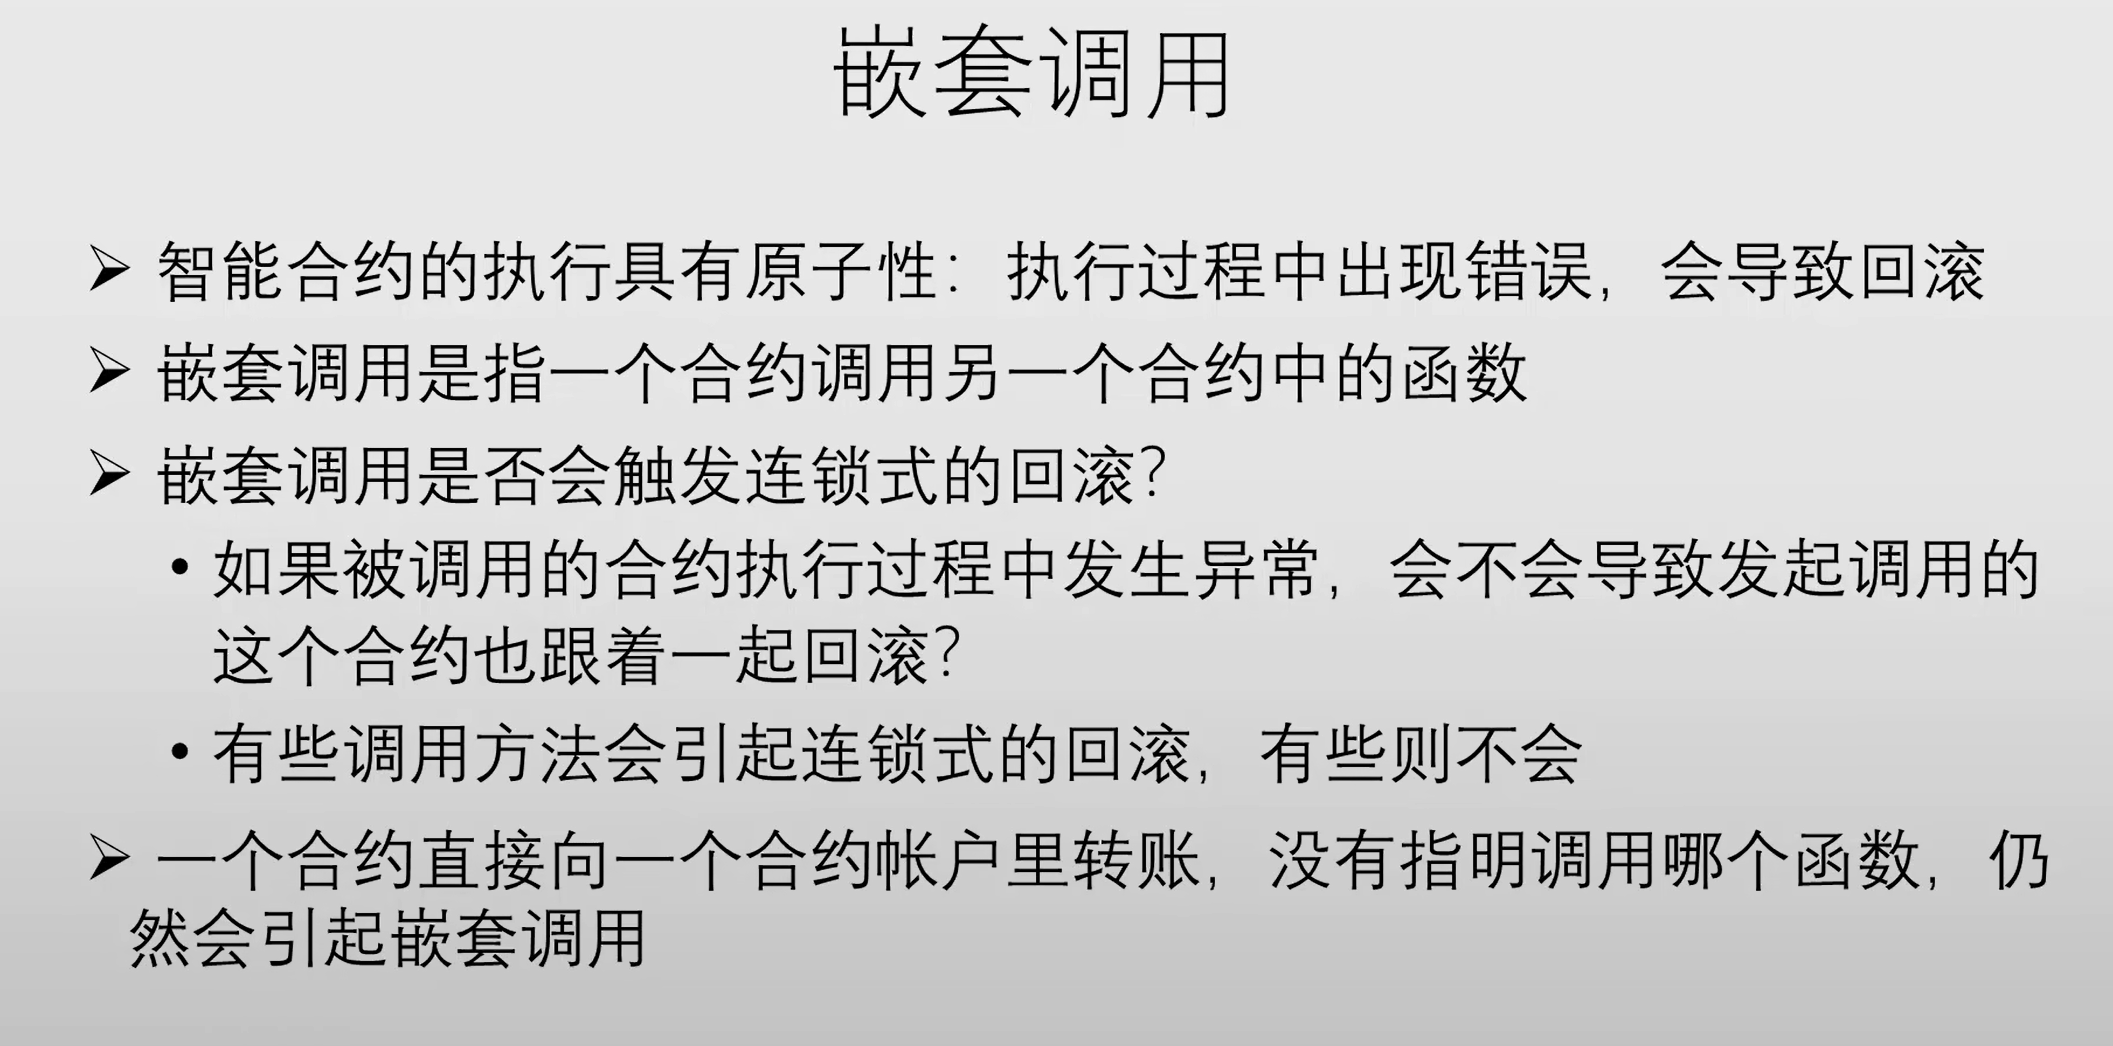 嵌套调用
➢ 智能合约的执行具有原子性：执行过程中出现错误，会导致回滚
➢ 嵌套调用是指一个合约调用另一个合约中的函数
➢ 嵌套调用是否会触发连锁式的回滚？
• 如果被调用的合约执行过程中发生异常，会不会导致发起调用的
这个合约也跟着一起回滚？
• 有些调用方法会引起连锁式的回滚，有些则不会
➢ 一个合约直接向一个合约帐户里转账，没有指明调用哪个函数，仍
然会引起嵌套调用